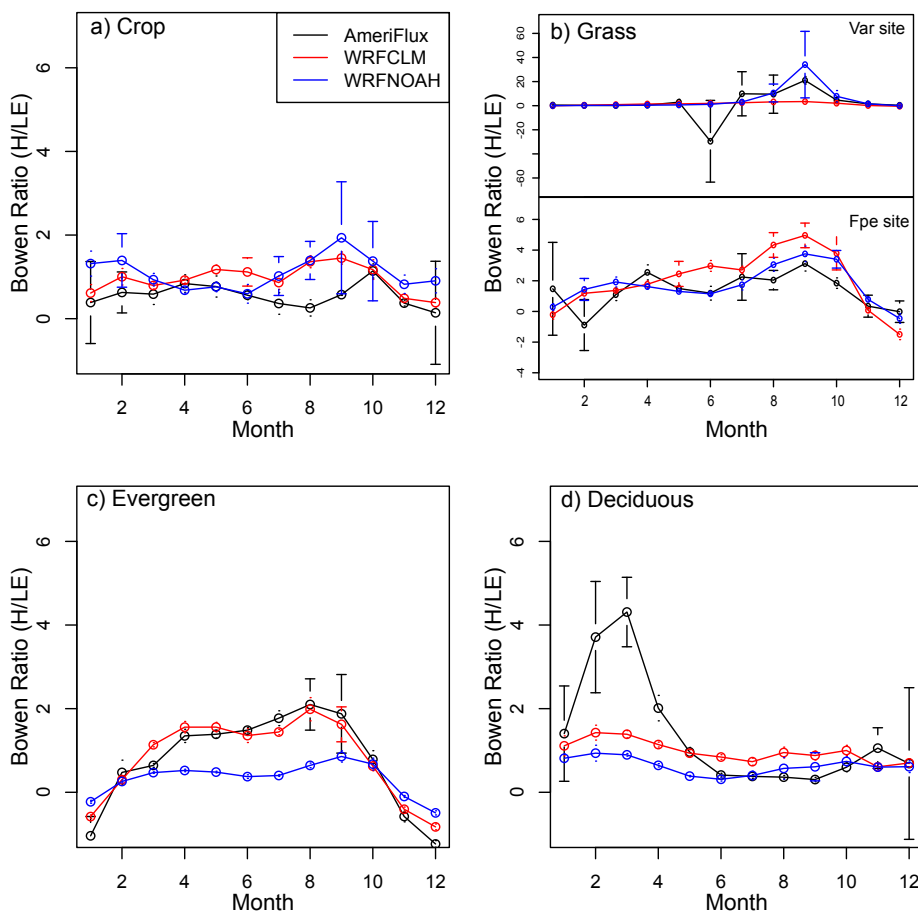 a) Crop
AmeriFlux
WRFCLM
WRFNOAH
Bowen Ratio (H/LE)
0 2 4 6
2 4 6 8 10 12
Month
b) Grass
Var site
Bowen Ratio (H/LE)
-60 -20 0 20 40 60
Fpe site
Bowen Ratio (H/LE)
-4 -2 0 2 4 6
2 4 6 8 10 12
Month
c) Evergreen
Bowen Ratio (H/LE)
0 2 4 6
2 4 6 8 10 12
Month
d) Deciduous
Bowen Ratio (H/LE)
0 2 4 6
2 4 6 8 10 12
Month